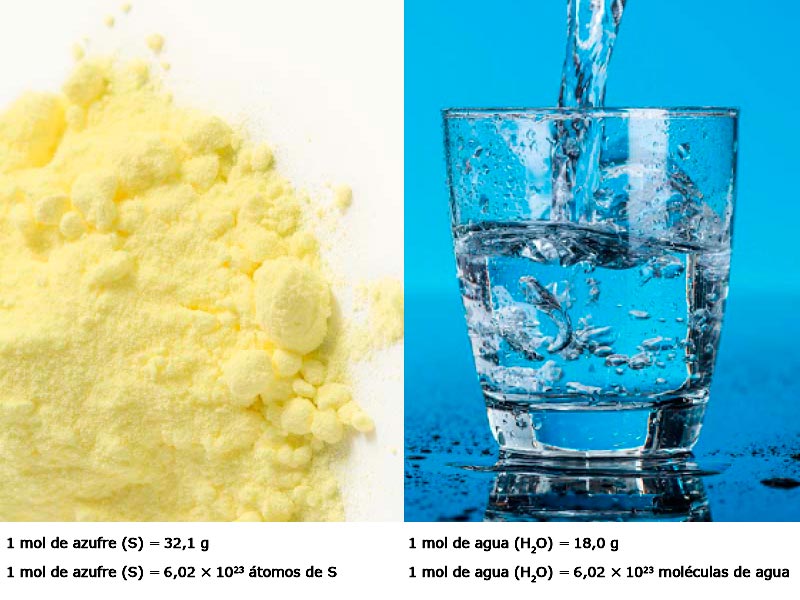 1 mol de azufre (S) = 32,1 g
1 mol de azufre (S) = 6,02 × 10²³ átomos de S
1 mol de agua (H₂O) = 18,0 g
1 mol de agua (H₂O) = 6,02 × 10²³ moléculas de agua